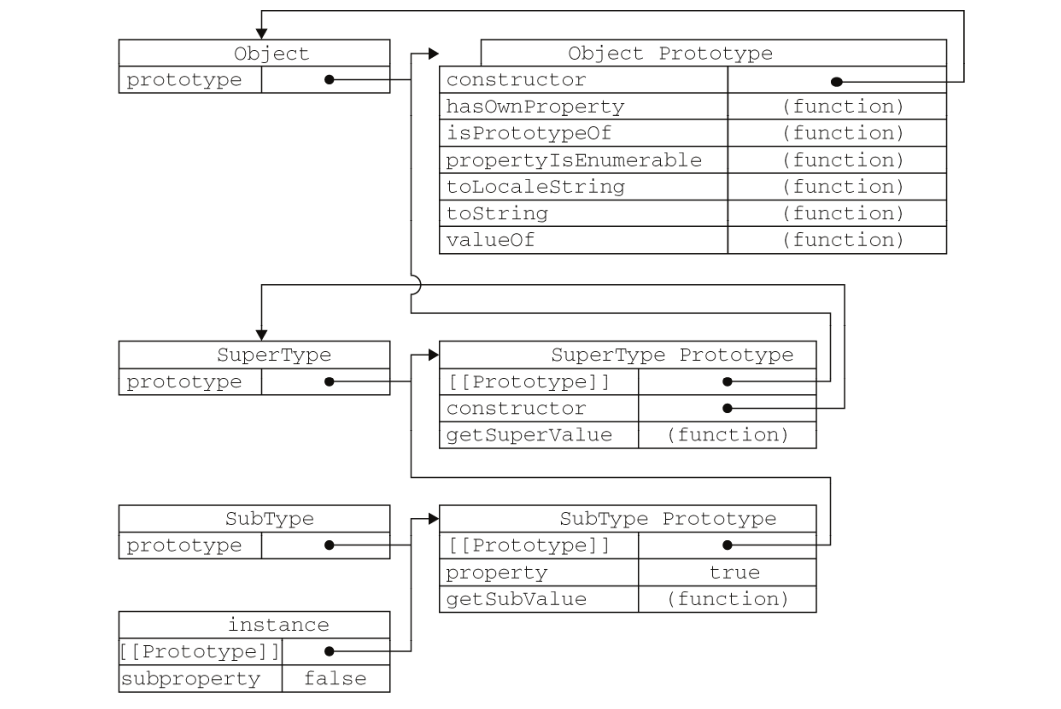 Object
prototype
Object Prototype
constructor
hasOwnProperty (function)
isPrototypeOf (function)
propertyIsEnumerable (function)
toLocaleString (function)
toString (function)
valueOf (function)
SuperType
prototype
SuperType Prototype
[[Prototype]]
constructor
getSuperValue (function)
SubType
prototype
SubType Prototype
[[Prototype]]
property true
getSubValue (function)
instance
[[Prototype]]
subproperty false